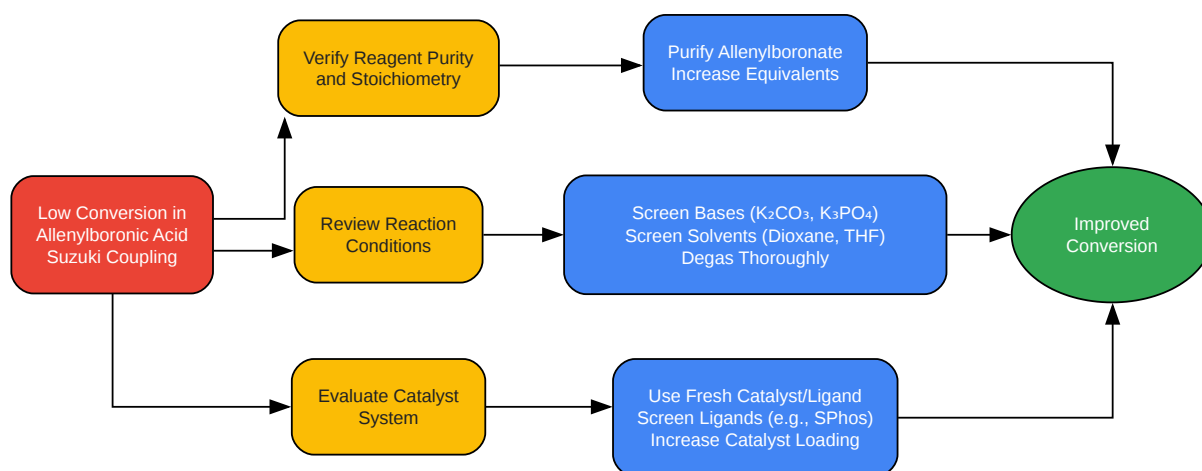 Verify Reagent Purity
and Stoichiometry
Purify Allenylboronate
Increase Equivalents
Low Conversion in
Allenylboronic Acid
Suzuki Coupling
Review Reaction
Conditions
Screen Bases (K₂CO₃, K₃PO₄)
Screen Solvents (Dioxane, THF)
Degas Thoroughly
Improved
Conversion
Evaluate Catalyst
System
Use Fresh Catalyst/Ligand
Screen Ligands (e.g., SPhos)
Increase Catalyst Loading